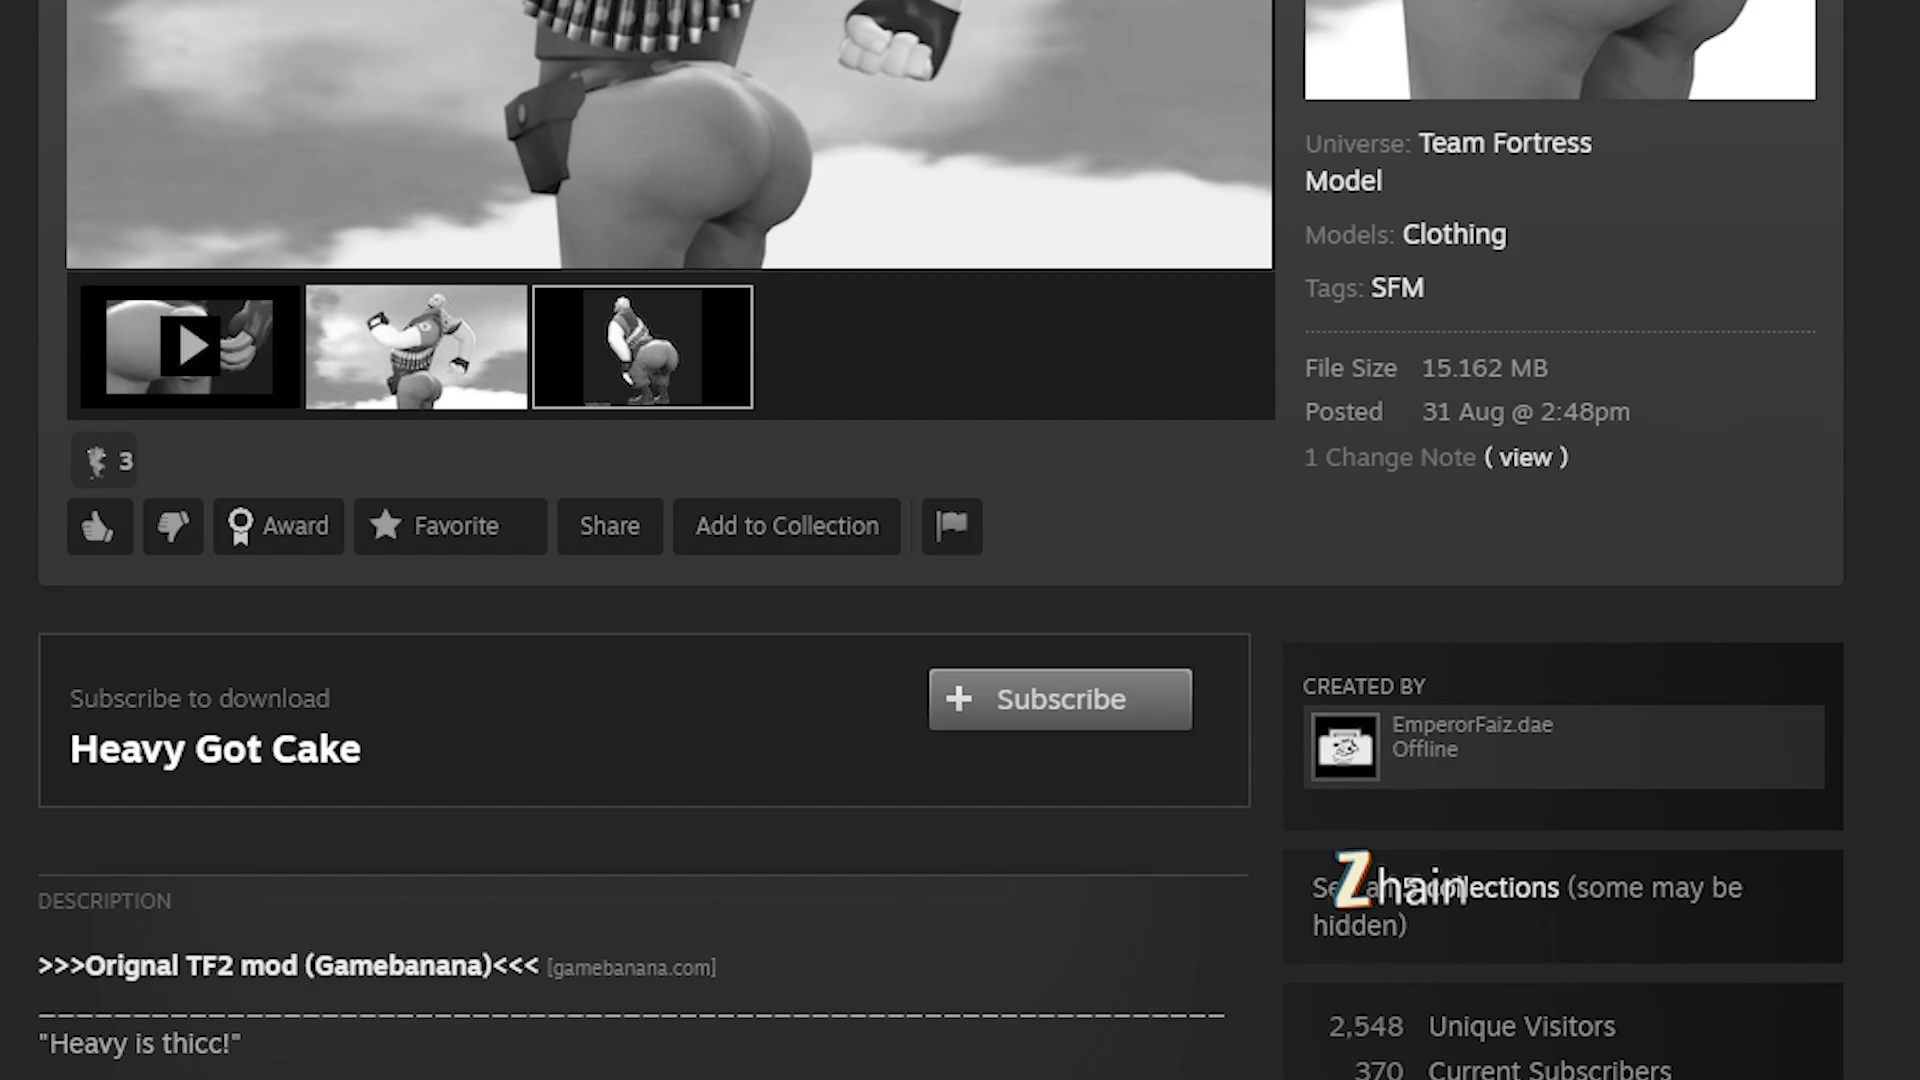 Universe: Team Fortress
Model
Models: Clothing
Tags: SFM
File Size 15.162 MB
Posted 31 Aug @ 2:48pm
1 Change Note ( view )
3
Award
Favorite
Share
Add to Collection
Subscribe to download
Heavy Got Cake
Subscribe
CREATED BY
EmperorFaiz.dae
Offline
Zhain
collections (some may be
hidden)
DESCRIPTION
>>>Orignal TF2 mod (Gamebanana)<<< [gamebanana.com]
"Heavy is thicc!"
2,548 Unique Visitors
370 Current Subscribers